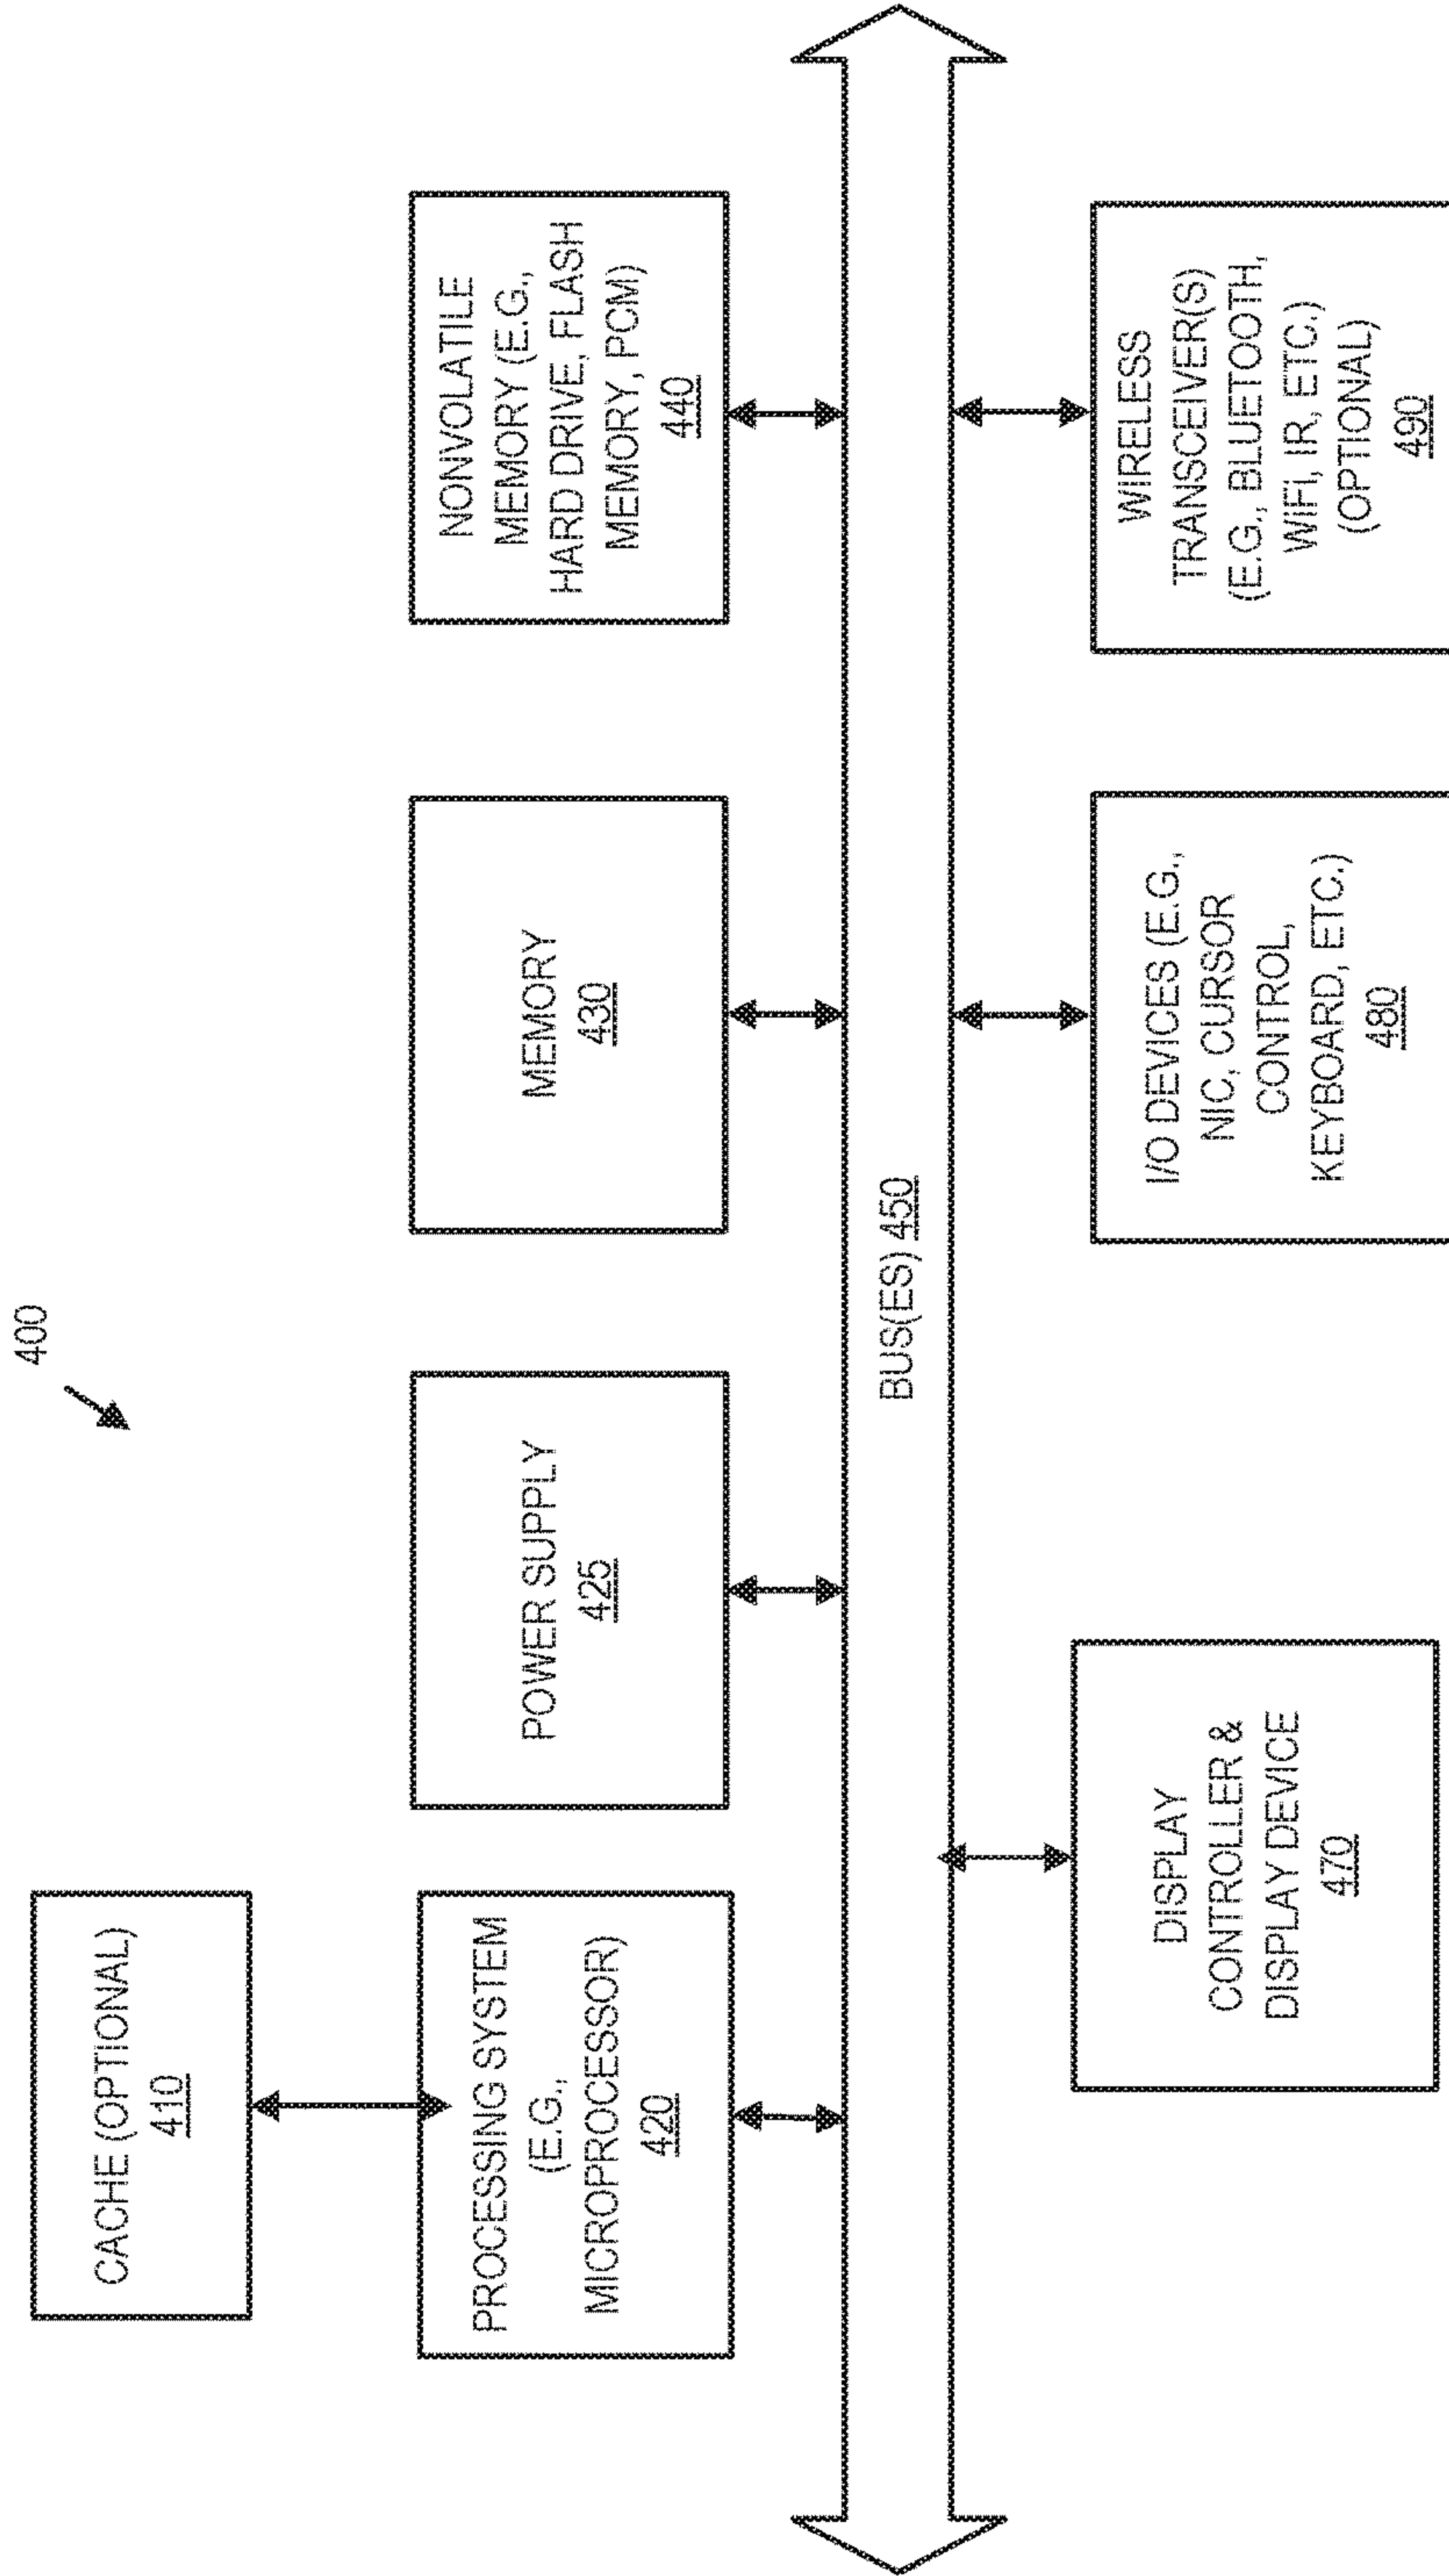 400
CACHE (OPTIONAL)
410
PROCESSING SYSTEM
(E.G.,
MICROPROCESSOR)
420
POWER SUPPLY
425
MEMORY
430
NONVOLATILE
MEMORY (E.G.,
HARD DRIVE, FLASH
MEMORY, PCM)
440
BUS(ES) 450
DISPLAY
CONTROLLER &
DISPLAY DEVICE
470
I/O DEVICES (E.G.,
NIC, CURSOR
CONTROL,
KEYBOARD, ETC.)
480
WIRELESS
TRANSCEIVER(S)
(E.G., BLUETOOTH,
WIFI, IR, ETC.)
(OPTIONAL)
490